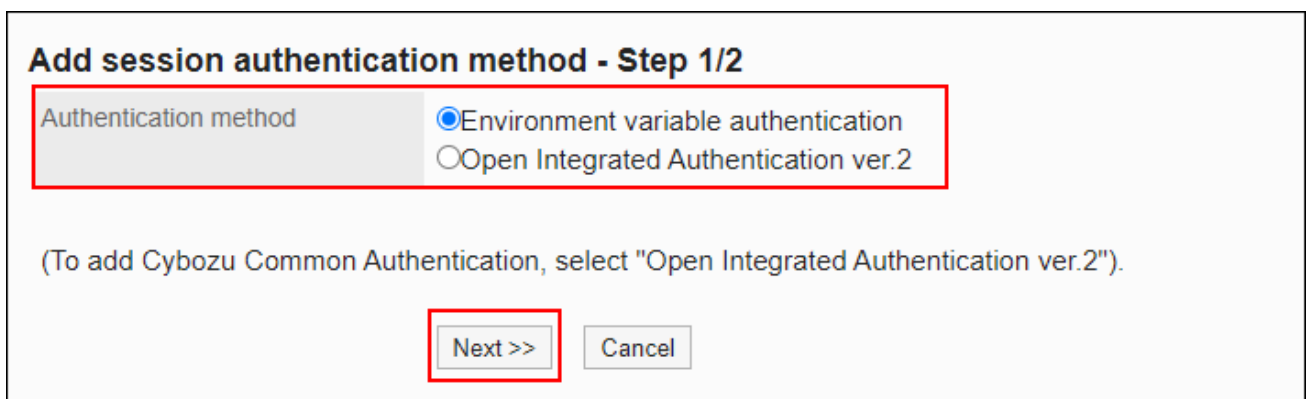 Add session authentication method - Step 1/2
Authentication method
Environment variable authentication
Open Integrated Authentication ver.2
(To add Cybozu Common Authentication, select "Open Integrated Authentication ver.2").
Next >>
Cancel